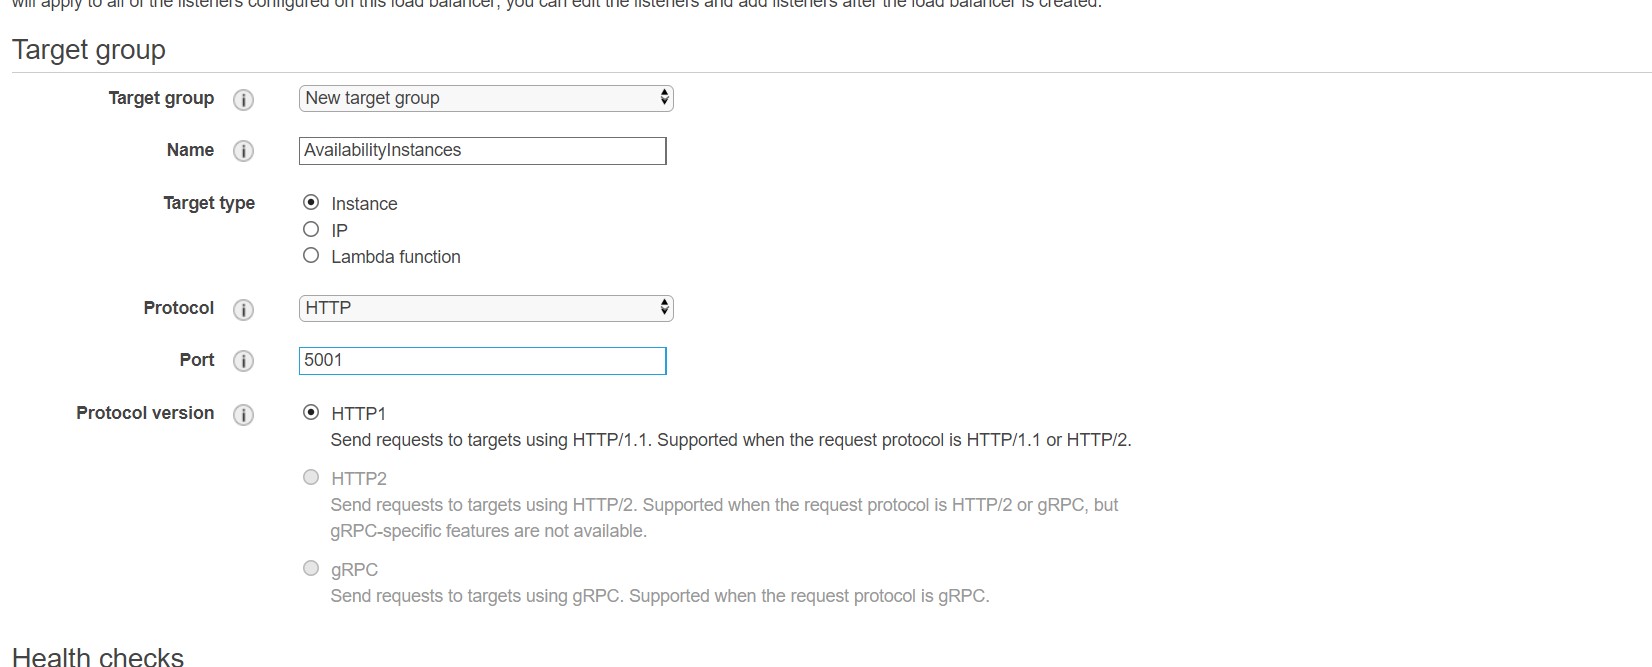 will apply to all of the listeners configured on this load balancer, you can edit the listeners and add listeners after the load balancer is created.
Target group
Target group i New target group
Name i AvailabilityInstances
Target type Instance
IP
Lambda function
Protocol i HTTP
Port i 5001
Protocol version i HTTP1
Send requests to targets using HTTP/1.1. Supported when the request protocol is HTTP/1.1 or HTTP/2.
HTTP2
Send requests to targets using HTTP/2. Supported when the request protocol is HTTP/2 or gRPC, but
gRPC-specific features are not available.
gRPC
Send requests to targets using gRPC. Supported when the request protocol is gRPC.
Health checks